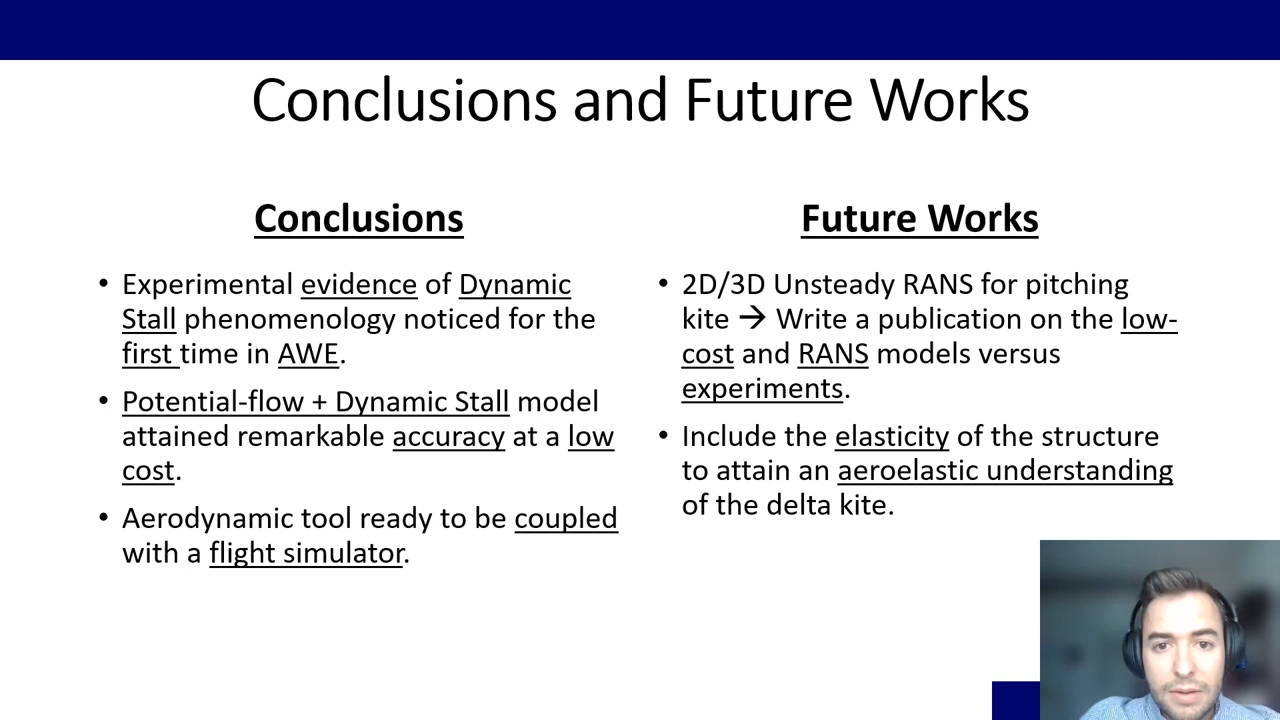 Conclusions and Future Works
Conclusions
• Experimental evidence of Dynamic
Stall phenomenology noticed for the
first time in AWE.
• Potential-flow + Dynamic Stall model
attained remarkable accuracy at a low
cost.
• Aerodynamic tool ready to be coupled
with a flight simulator.
Future Works
• 2D/3D Unsteady RANS for pitching
kite → Write a publication on the low-
cost and RANS models versus
experiments.
• Include the elasticity of the structure
to attain an aeroelastic understanding
of the delta kite.